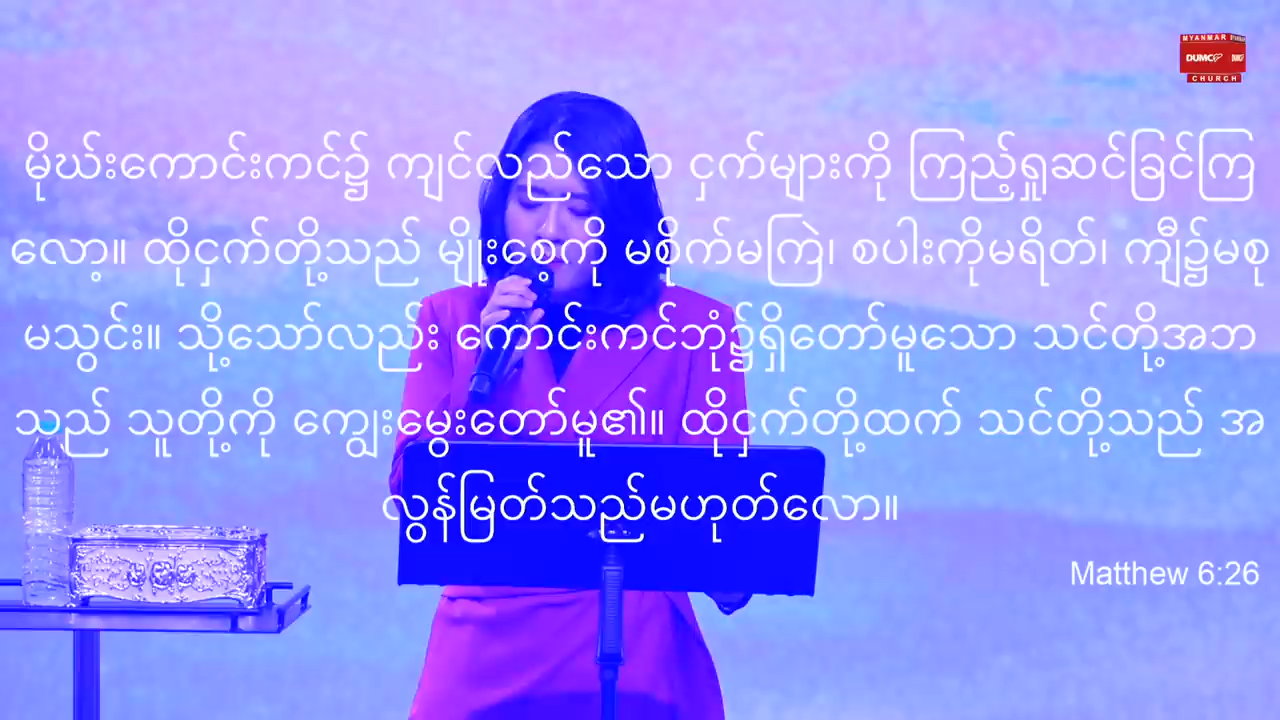 MYANMAR
DUMC
CHURCH
မိုဃ်းကောင်းကင်၌ ကျင်လည်သော ငှက်များကို ကြည့်ရှုဆင်ခြင်ကြ
လော့။ ထိုငှက်တို့သည် မျိုးစေ့ကို မစိုက်မကြဲ၊ စပါးကိုမရိတ်၊ ကျီ၌မစု
မသွင်း။ သို့သော်လည်း ကောင်းကင်ဘုံ၌ရှိတော်မူသော သင်တို့အဘ
သည် သူတို့ကို ကျွေးမွေးတော်မူ၏။ ထိုငှက်တို့ထက် သင်တို့သည် အ
လွန်မြတ်သည်မဟုတ်လော။
Matthew 6:26